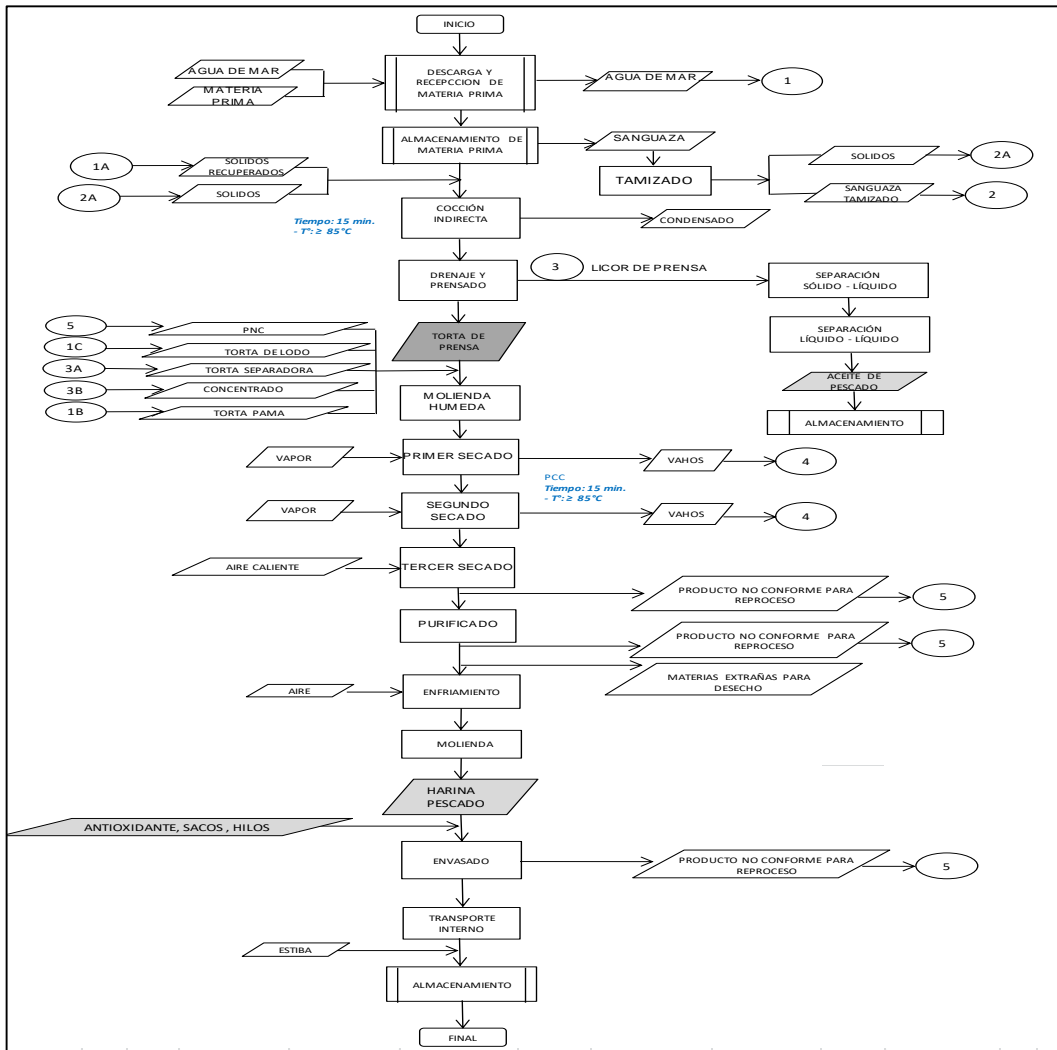 INICIO
AGUA DE MAR
MATERIA
PRIMA
DESCARGA Y
RECEPCCION DE
MATERIA PRIMA
AGUA DE MAR
1
ALMACENAMIENTO DE
MATERIA PRIMA
SANGUAZA
1A
SOLIDOS
RECUPERADOS
2A
SOLIDOS
TAMIZADO
SOLIDOS
2A
SANGUAZA
TAMIZADO
2
Tiempo: 15 min.
- T°: ≥ 85°C
COCCIÓN
INDIRECTA
CONDENSADO
DRENAJE Y
PRENSADO
3
LICOR DE PRENSA
SEPARACIÓN
SÓLIDO - LÍQUIDO
SEPARACIÓN
LÍQUIDO - LÍQUIDO
ACEITE DE
PESCADO
ALMACENAMIENTO
TORTA DE
PRENSA
5
PNC
1C
TORTA DE LODO
3A
TORTA SEPARADORA
3B
CONCENTRADO
1B
TORTA PAMA
MOLIENDA
HUMEDA
VAPOR
PRIMER SECADO
VAHOS
4
PCC
Tiempo: 15 min.
- T°: ≥ 85°C
VAPOR
SEGUNDO
SECADO
VAHOS
4
AIRE CALIENTE
TERCER SECADO
PRODUCTO NO CONFORME PARA
REPROCESO
5
PURIFICADO
PRODUCTO NO CONFORME PARA
REPROCESO
5
MATERIAS EXTRAÑAS PARA
DESECHO
AIRE
ENFRIAMIENTO
MOLIENDA
HARINA
PESCADO
ANTIOXIDANTE, SACOS , HILOS
ENVASADO
PRODUCTO NO CONFORME PARA
REPROCESO
5
TRANSPORTE
INTERNO
ESTIBA
ALMACENAMIENTO
FINAL